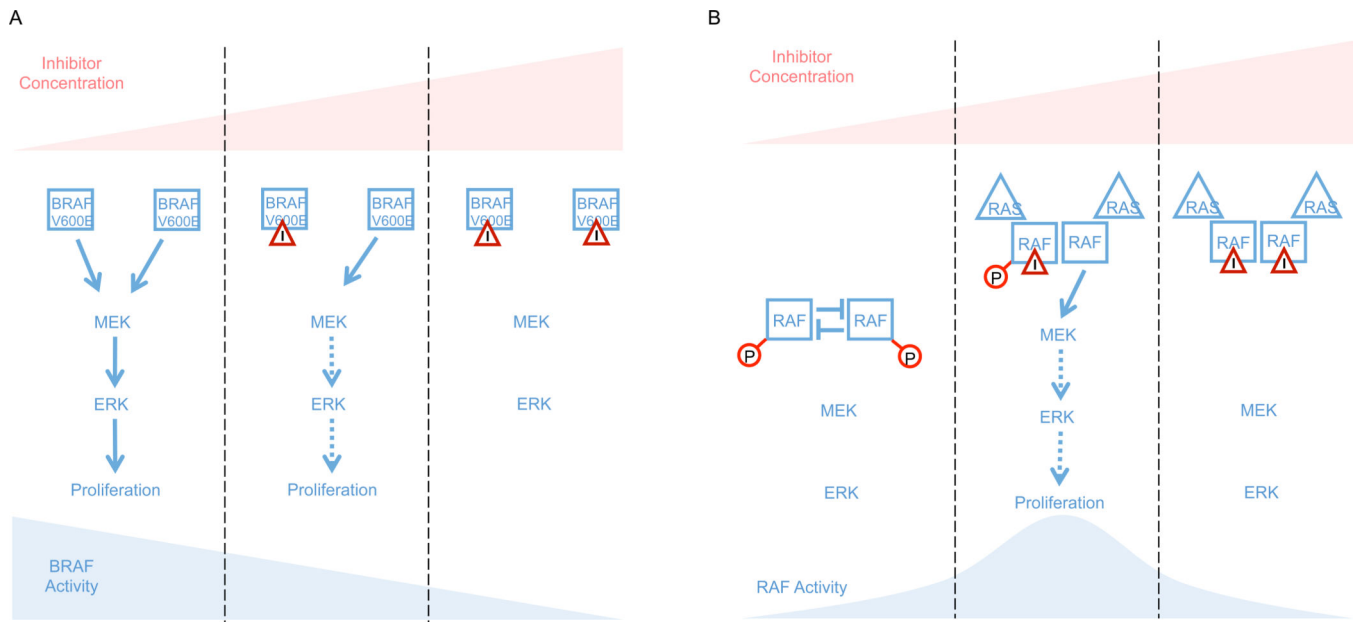 A
Inhibitor
Concentration
BRAF
V600E
BRAF
V600E
BRAF
V600E
I
BRAF
V600E
BRAF
V600E
I
BRAF
V600E
I
MEK
MEK
MEK
ERK
ERK
ERK
Proliferation
Proliferation
BRAF
Activity
B
Inhibitor
Concentration
RAS
RAS
RAS
RAS
RAF
I
RAF
RAF
I
RAF
I
P
RAF
RAF
P
P
MEK
MEK
MEK
ERK
ERK
ERK
Proliferation
RAF Activity